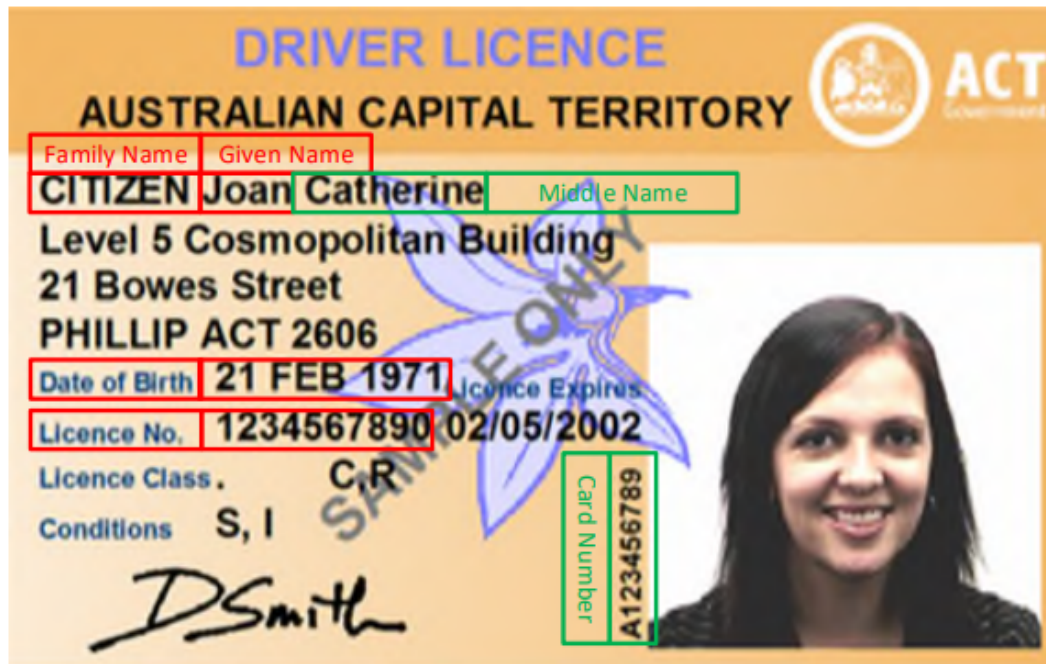 DRIVER LICENCE
AUSTRALIAN CAPITAL TERRITORY
ACT
Government
Family Name Given Name
CITIZEN Joan Catherine Middle Name
Level 5 Cosmopolitan Building
21 Bowes Street
PHILLIP ACT 2606
Date of Birth 21 FEB 1971 Licence Expires
Licence No. 1234567890 02/05/2002
Licence Class . C,R
Conditions S, I
Card Number
A123456789
SAMPLE ONLY
DSmith